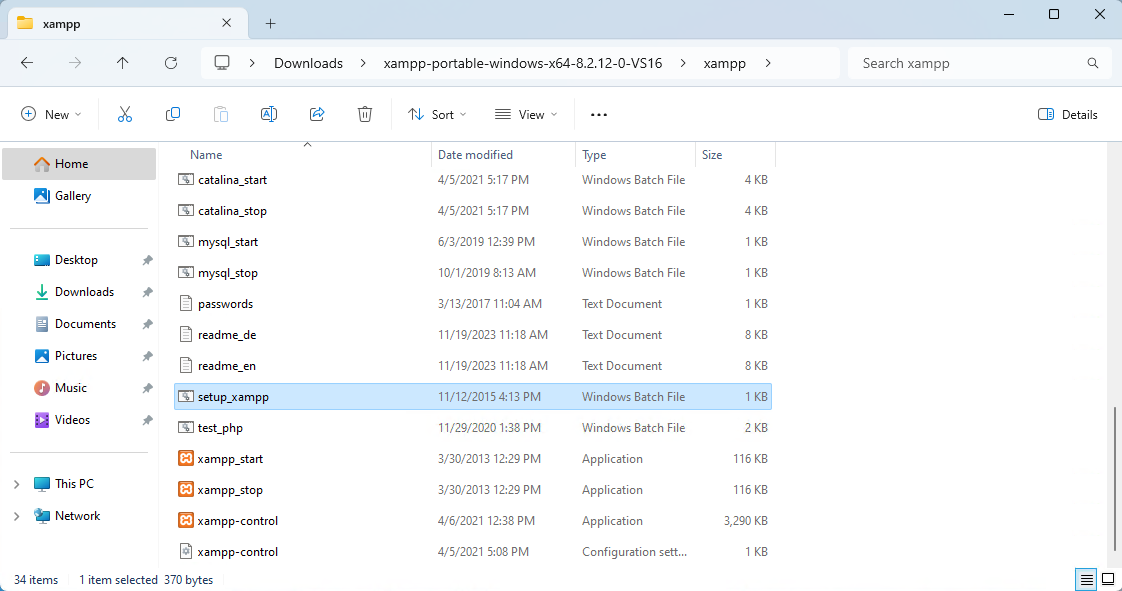 xampp
Downloads xampp-portable-windows-x64-8.2.12-0-VS16 xampp
Search xampp
New Sort View Details
Name Date modified Type Size
Home
Gallery
Desktop
Downloads
Documents
Pictures
Music
Videos
This PC
Network
catalina_start 4/5/2021 5:17 PM Windows Batch File 4 KB
catalina_stop 4/5/2021 5:17 PM Windows Batch File 4 KB
mysql_start 6/3/2019 12:39 PM Windows Batch File 1 KB
mysql_stop 10/1/2019 8:13 AM Windows Batch File 1 KB
passwords 3/13/2017 11:04 AM Text Document 1 KB
readme_de 11/19/2023 11:18 AM Text Document 8 KB
readme_en 11/19/2023 11:18 AM Text Document 8 KB
setup_xampp 11/12/2015 4:13 PM Windows Batch File 1 KB
test_php 11/29/2020 1:38 PM Windows Batch File 2 KB
xampp_start 3/30/2013 12:29 PM Application 116 KB
xampp_stop 3/30/2013 12:29 PM Application 116 KB
xampp-control 4/6/2021 12:38 PM Application 3,290 KB
xampp-control 4/5/2021 5:08 PM Configuration sett... 1 KB
34 items 1 item selected 370 bytes